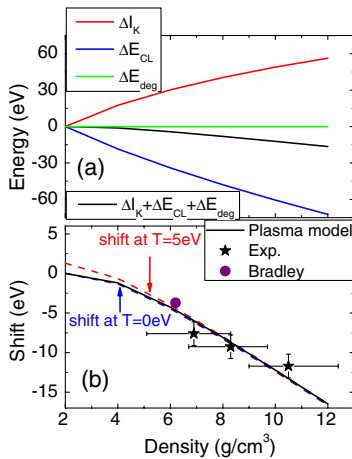 60
30
0
-30
-60
Energy (eV)
ΔI_K
ΔE_CL
ΔE_deg
(a)
ΔI_K+ΔE_CL+ΔE_deg
Plasma model
Exp.
Bradley
shift at T=5eV
shift at T=0eV
5
0
-5
-10
-15
Shift (eV)
(b)
2 4 6 8 10 12
Density (g/cm³)